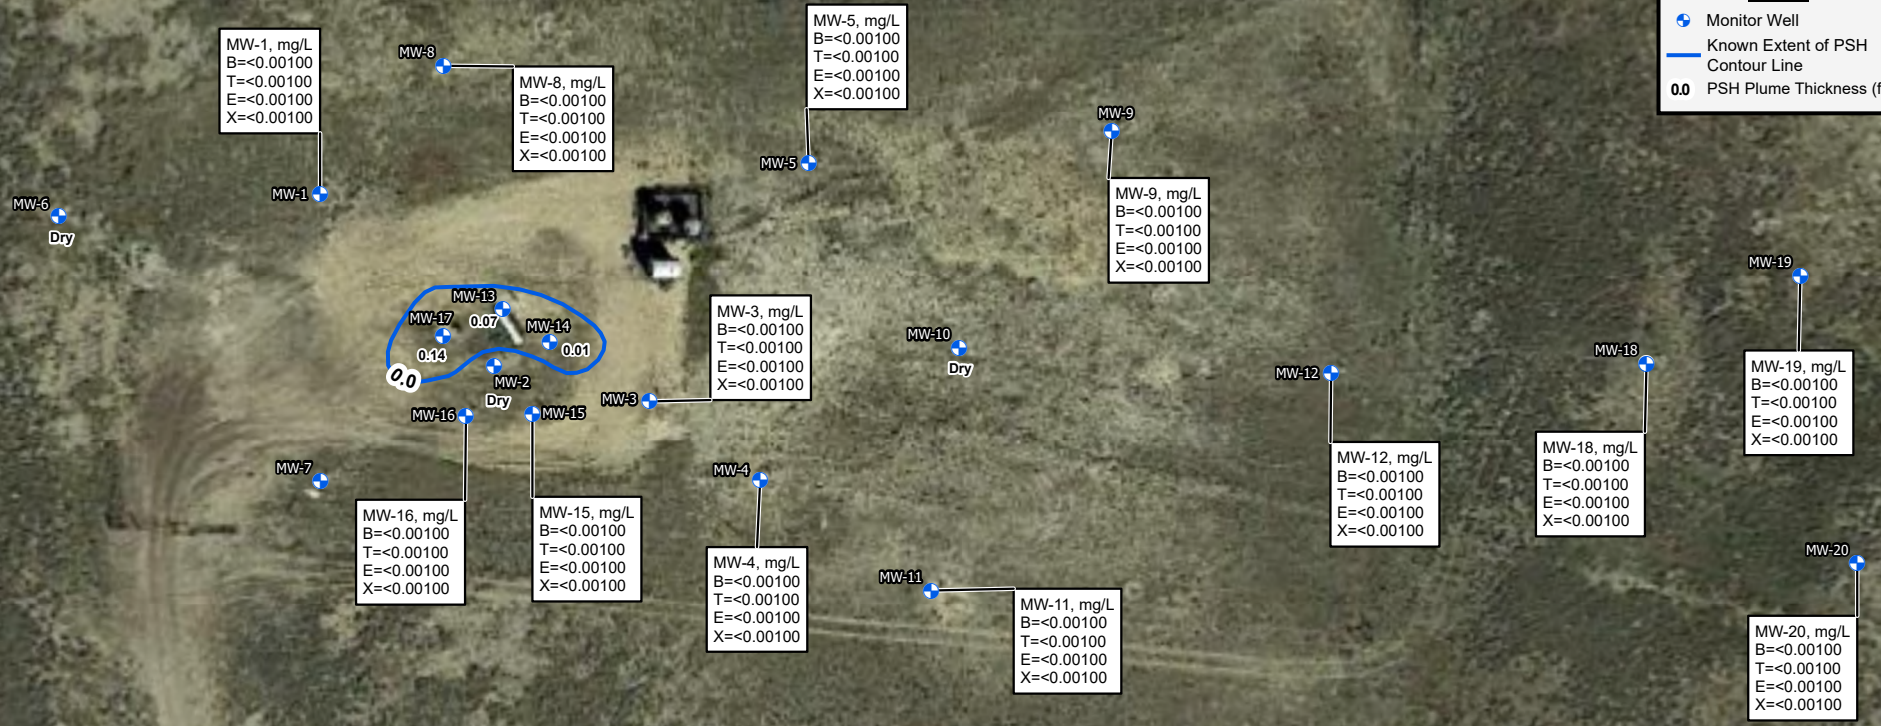 MW-1, mg/L
B=<0.00100
T=<0.00100
E=<0.00100
X=<0.00100
MW-8
MW-8, mg/L
B=<0.00100
T=<0.00100
E=<0.00100
X=<0.00100
MW-5, mg/L
B=<0.00100
T=<0.00100
E=<0.00100
X=<0.00100
Monitor Well
Known Extent of PSH
Contour Line
0.0 PSH Plume Thickness (f
MW-9
MW-5
MW-9, mg/L
B=<0.00100
T=<0.00100
E=<0.00100
X=<0.00100
MW-1
MW-6
Dry
MW-19
MW-13
0.07
MW-17
0.14
MW-14
0.01
0.0
MW-2
Dry
MW-3, mg/L
B=<0.00100
T=<0.00100
E=<0.00100
X=<0.00100
MW-3
MW-10
Dry
MW-12
MW-18
MW-19, mg/L
B=<0.00100
T=<0.00100
E=<0.00100
X=<0.00100
MW-16
MW-15
MW-7
MW-4
MW-12, mg/L
B=<0.00100
T=<0.00100
E=<0.00100
X=<0.00100
MW-18, mg/L
B=<0.00100
T=<0.00100
E=<0.00100
X=<0.00100
MW-16, mg/L
B=<0.00100
T=<0.00100
E=<0.00100
X=<0.00100
MW-15, mg/L
B=<0.00100
T=<0.00100
E=<0.00100
X=<0.00100
MW-4, mg/L
B=<0.00100
T=<0.00100
E=<0.00100
X=<0.00100
MW-11
MW-11, mg/L
B=<0.00100
T=<0.00100
E=<0.00100
X=<0.00100
MW-20
MW-20, mg/L
B=<0.00100
T=<0.00100
E=<0.00100
X=<0.00100